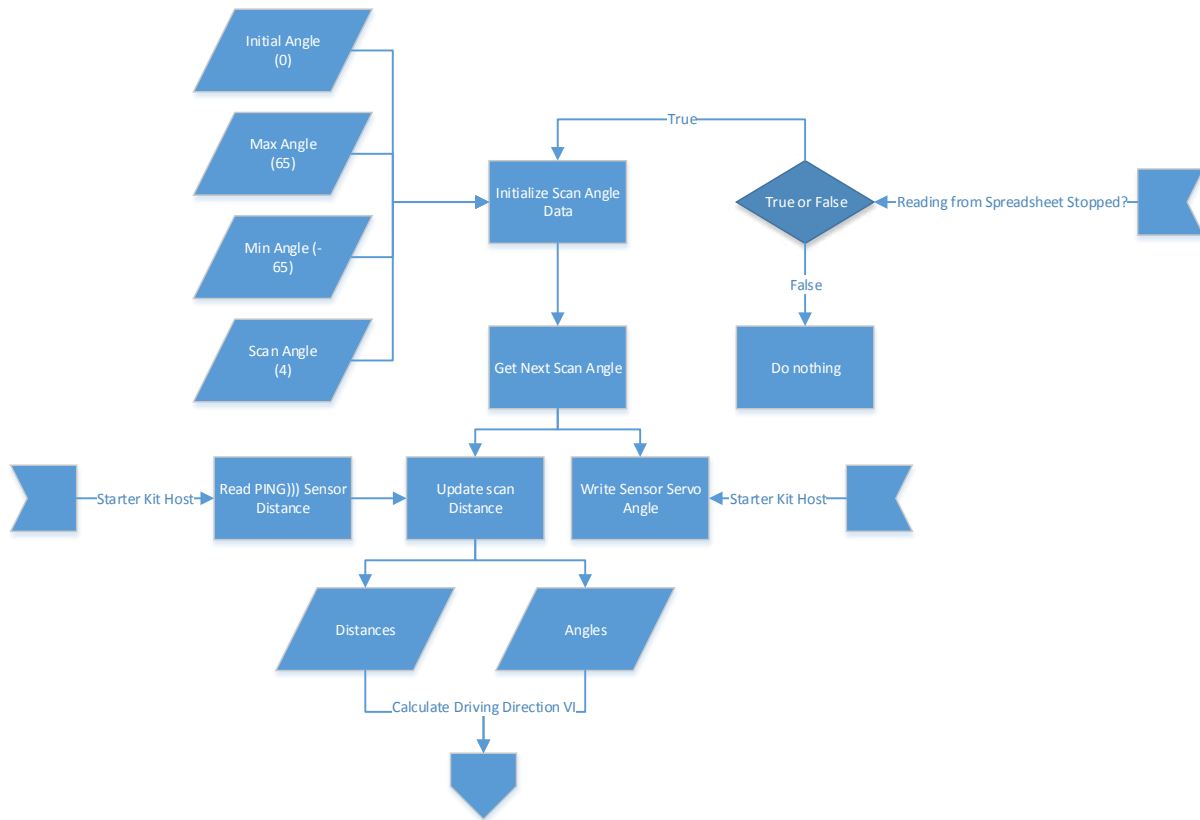 Initial Angle
(0)
Max Angle
(65)
Min Angle (-
65)
Scan Angle
(4)
True
Initialize Scan Angle
Data
True or False
Reading from Spreadsheet Stopped?
False
Get Next Scan Angle
Do nothing
Starter Kit Host
Read PING))) Sensor
Distance
Update scan
Distance
Write Sensor Servo
Angle
Starter Kit Host
Distances
Angles
Calculate Driving Direction VI